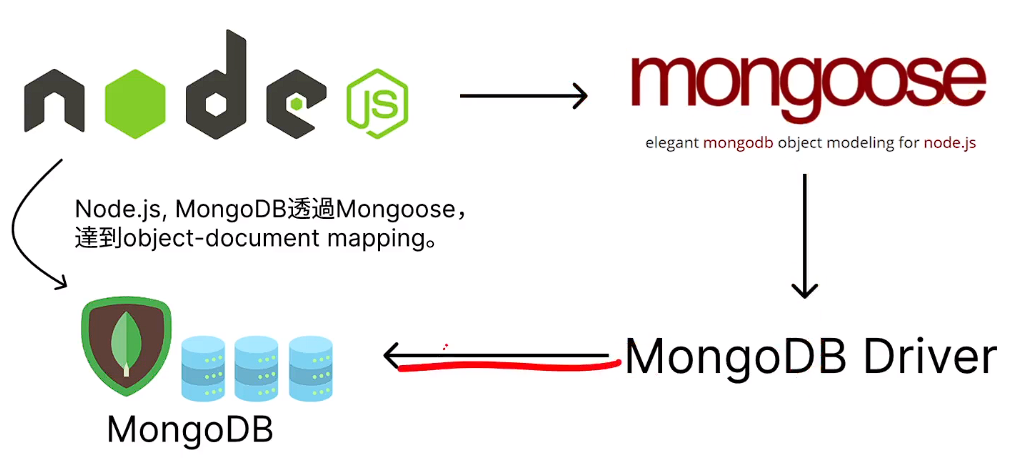 node JS
mongoose
elegant mongodb object modeling for node.js
Node.js, MongoDB透過Mongoose，
達到object-document mapping。
MongoDB Driver
MongoDB